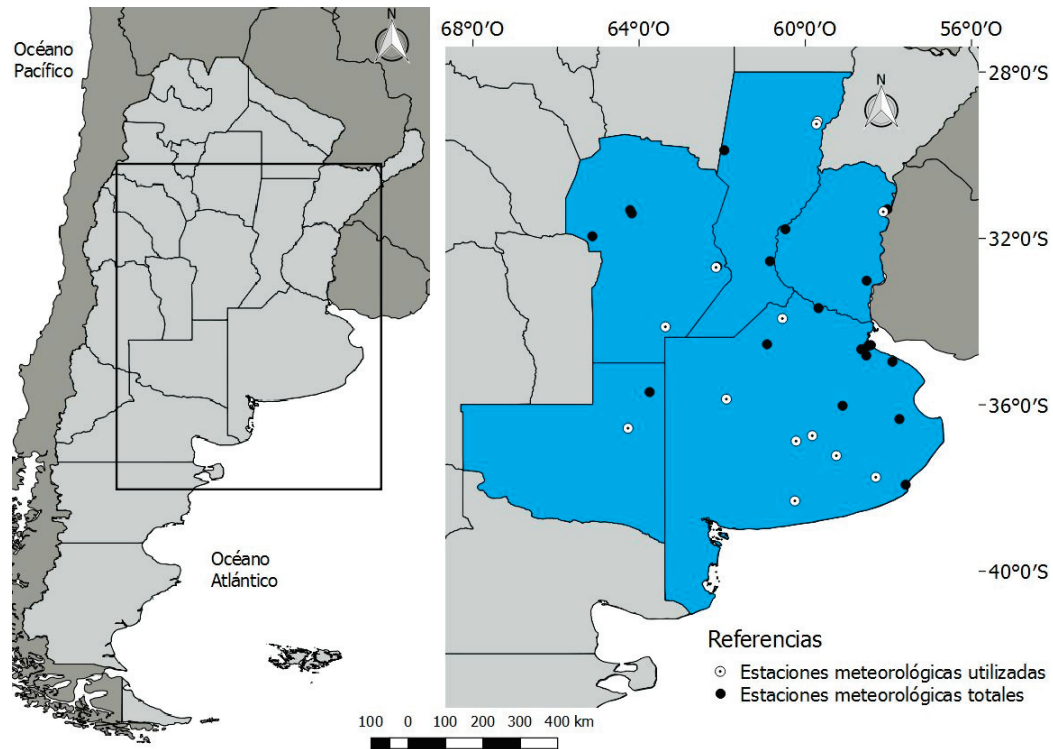 Océano
Pacífico
N
Océano
Atlántico
100 0 100 200 300 400 km
68°0'O 64°0'O 60°0'O 56°0'O
N
28°0'S
32°0'S
36°0'S
40°0'S
Referencias
Estaciones meteorológicas utilizadas
Estaciones meteorológicas totales